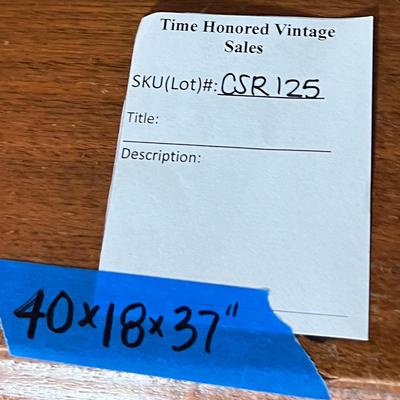 Time Honored Vintage
Sales
SKU(Lot)#: CSR125
Title:
Description:
40x18x37"